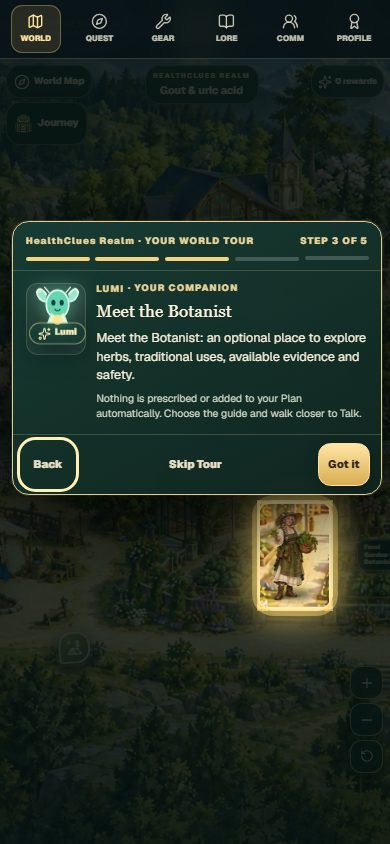 WORLD
QUEST
GEAR
LORE
COMM
PROFILE
World Map
HEALTHCLUES REALM
Gout & uric acid
0 rewards
Journey
HealthClues Realm · YOUR WORLD TOUR
STEP 3 OF 5
LUMI · YOUR COMPANION
Lumi
Meet the Botanist
Meet the Botanist: an optional place to explore
herbs, traditional uses, available evidence and
safety.
Nothing is prescribed or added to your Plan
automatically. Choose the guide and walk closer to Talk.
Back
Skip Tour
Got it